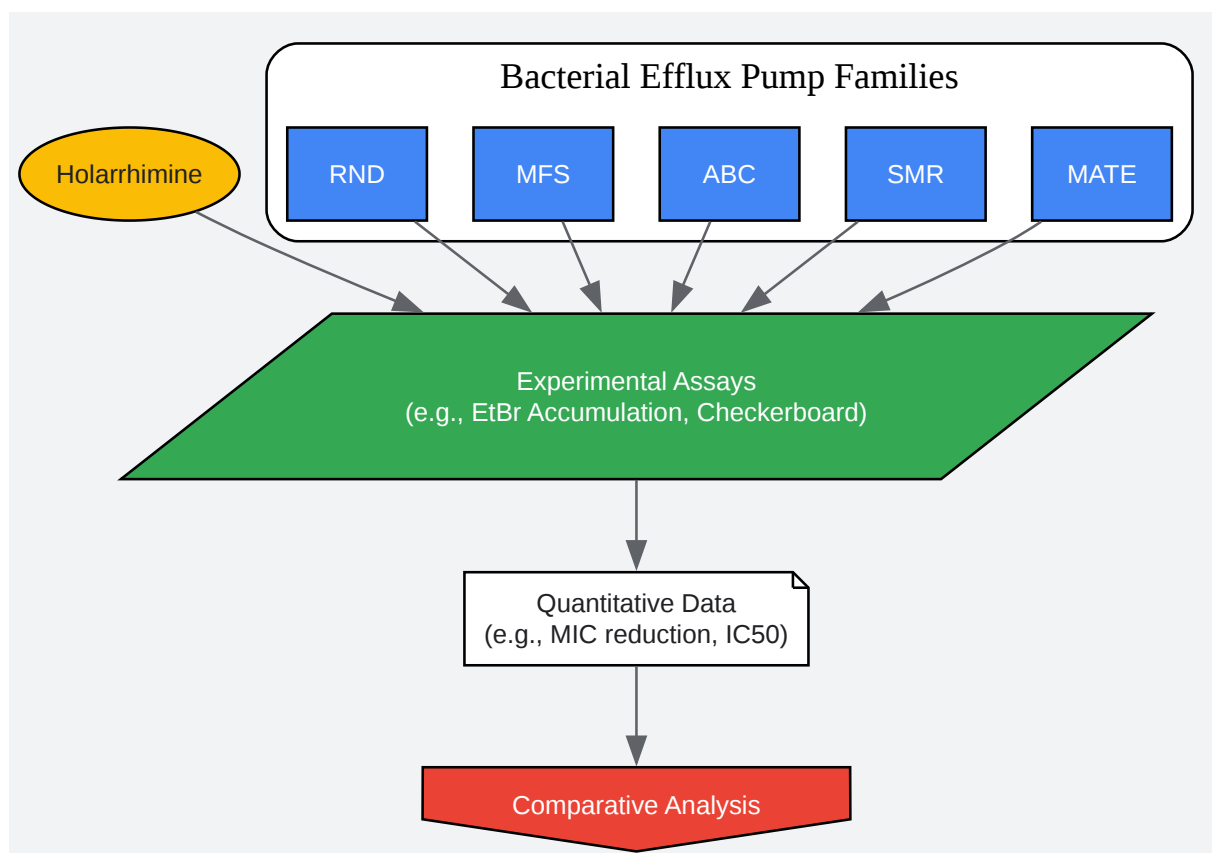 Bacterial Efflux Pump Families
Holarrhimine
RND
MFS
ABC
SMR
MATE
Experimental Assays
(e.g., EtBr Accumulation, Checkerboard)
Quantitative Data
(e.g., MIC reduction, IC50)
Comparative Analysis